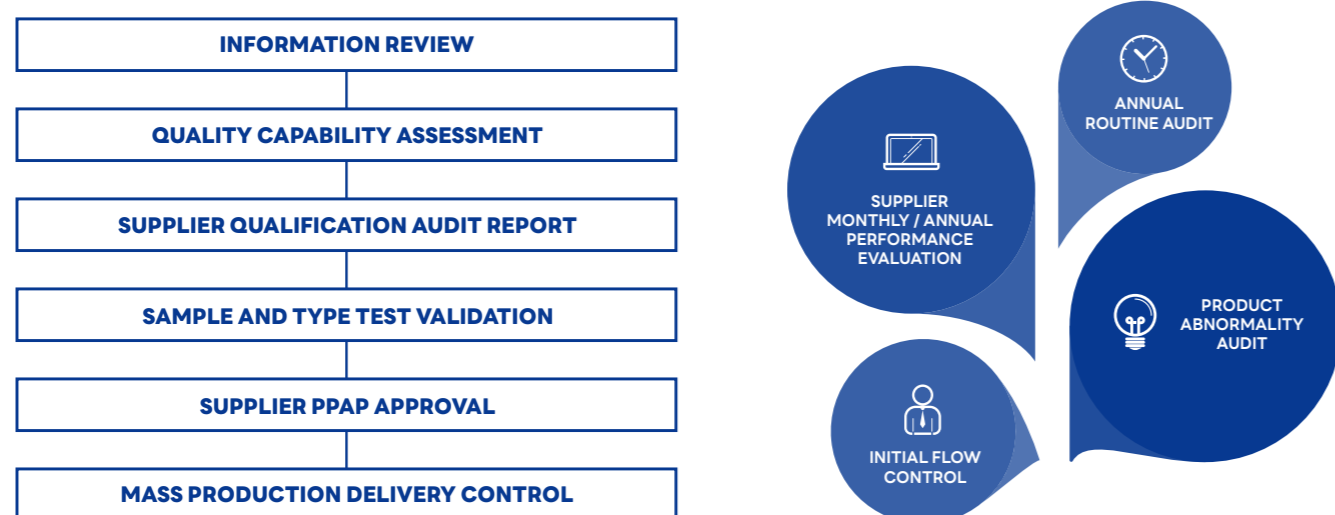 INFORMATION REVIEW
QUALITY CAPABILITY ASSESSMENT
SUPPLIER QUALIFICATION AUDIT REPORT
SAMPLE AND TYPE TEST VALIDATION
SUPPLIER PPAP APPROVAL
MASS PRODUCTION DELIVERY CONTROL
ANNUAL
ROUTINE AUDIT
SUPPLIER
MONTHLY / ANNUAL
PERFORMANCE
EVALUATION
PRODUCT
ABNORMALITY
AUDIT
INITIAL FLOW
CONTROL